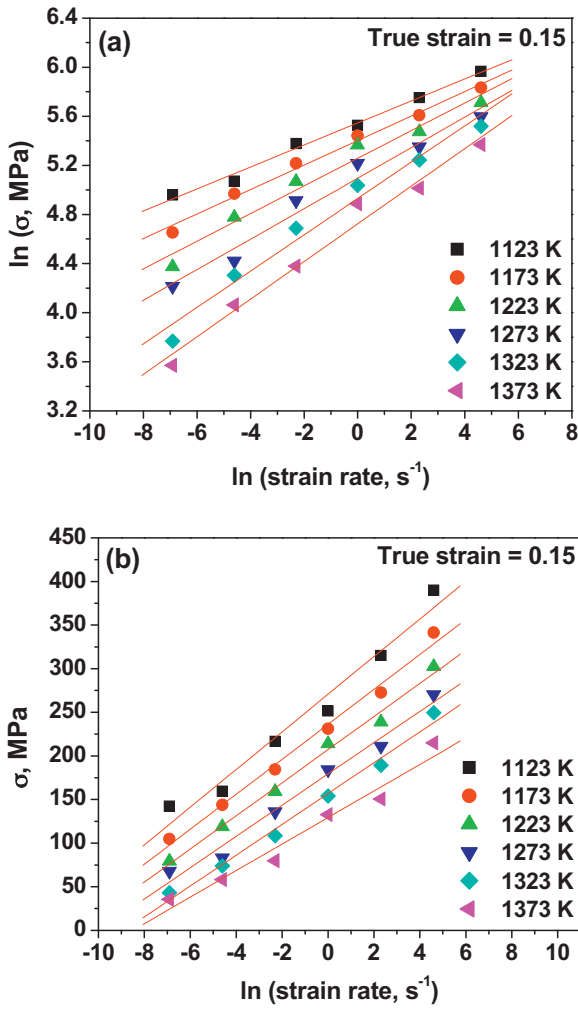 (a)
True strain = 0.15
6.4
6.0
5.6
5.2
4.8
4.4
4.0
3.6
3.2
ln (σ, MPa)
1123 K
1173 K
1223 K
1273 K
1323 K
1373 K
-10 -8 -6 -4 -2 0 2 4 6 8
ln (strain rate, s⁻¹)
(b)
True strain = 0.15
450
400
350
300
250
200
150
100
50
0
σ, MPa
1123 K
1173 K
1223 K
1273 K
1323 K
1373 K
-10 -8 -6 -4 -2 0 2 4 6 8 10
ln (strain rate, s⁻¹)